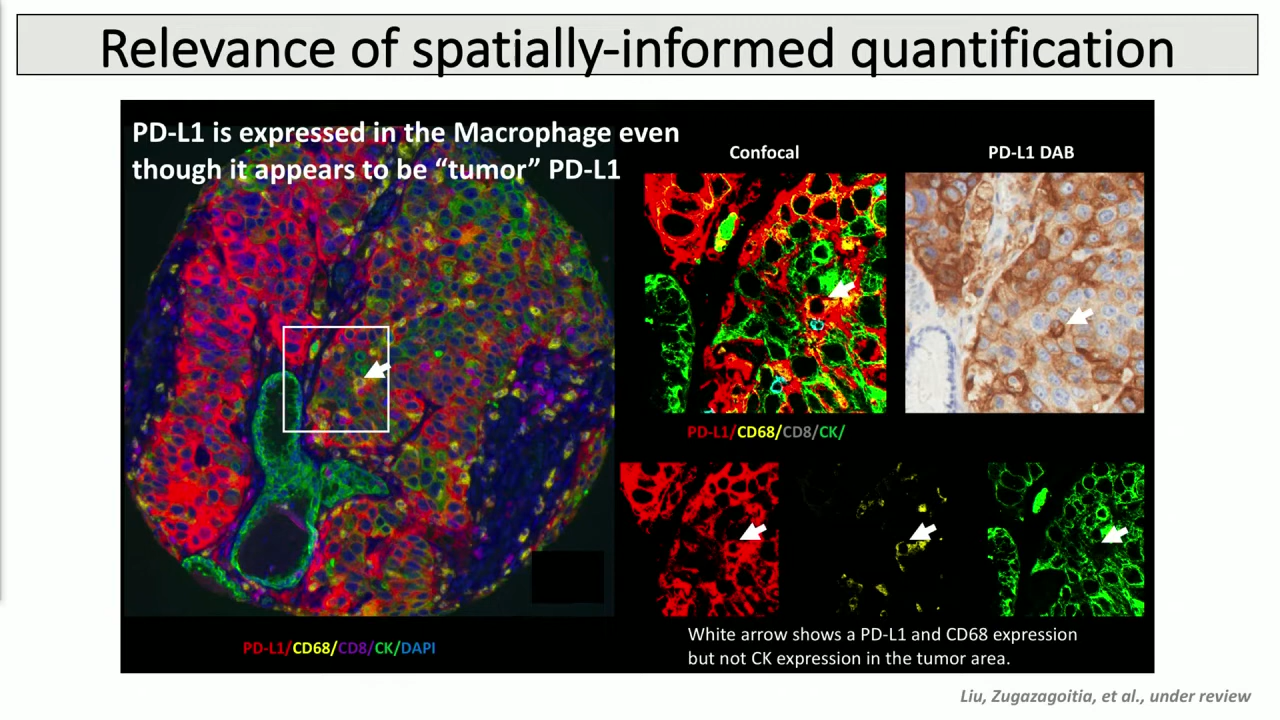 Relevance of spatially-informed quantification
PD-L1 is expressed in the Macrophage even
though it appears to be “tumor” PD-L1
Confocal
PD-L1 DAB
PD-L1/CD68/CD8/CK/
PD-L1/CD68/CD8/CK/DAPI
White arrow shows a PD-L1 and CD68 expression
but not CK expression in the tumor area.
Liu, Zugazagoitia, et al., under review